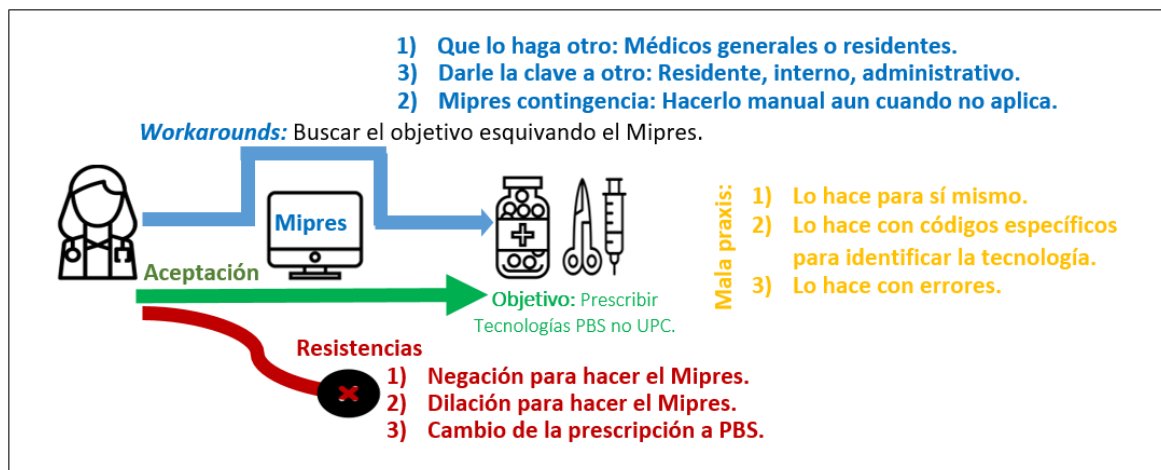 1) Que lo haga otro: Médicos generales o residentes.
3) Darle la clave a otro: Residente, interno, administrativo.
2) Mipres contingencia: Hacerlo manual aun cuando no aplica.
Workarounds: Buscar el objetivo esquivando el Mipres.
Mipres
Aceptación
Objetivo: Prescribir
Tecnologías PBS no UPC.
Mala praxis:
1) Lo hace para sí mismo.
2) Lo hace con códigos específicos
para identificar la tecnología.
3) Lo hace con errores.
Resistencias
1) Negación para hacer el Mipres.
2) Dilación para hacer el Mipres.
3) Cambio de la prescripción a PBS.